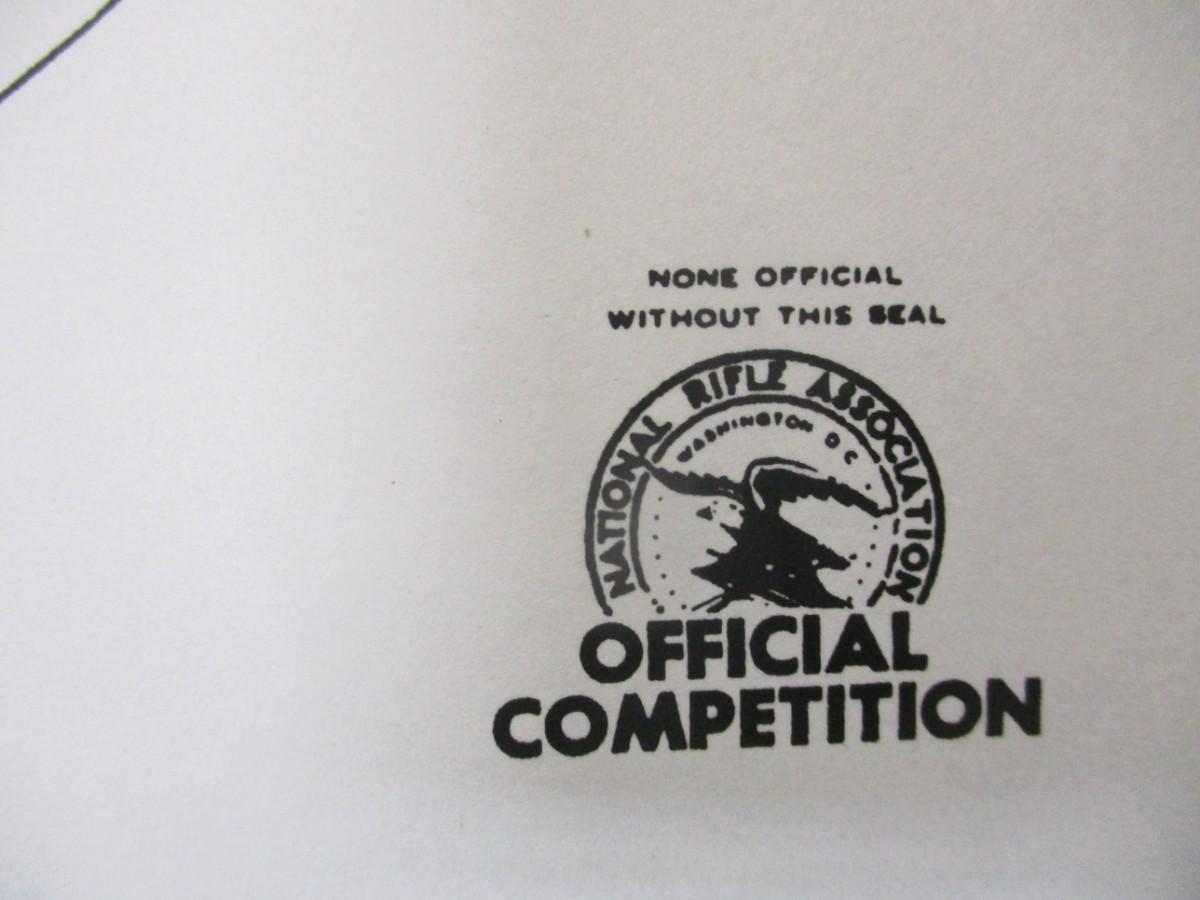 NONE OFFICIAL
WITHOUT THIS SEAL
NATIONAL RIFLE ASSOCIATION
WASHINGTON D C
OFFICIAL
COMPETITION